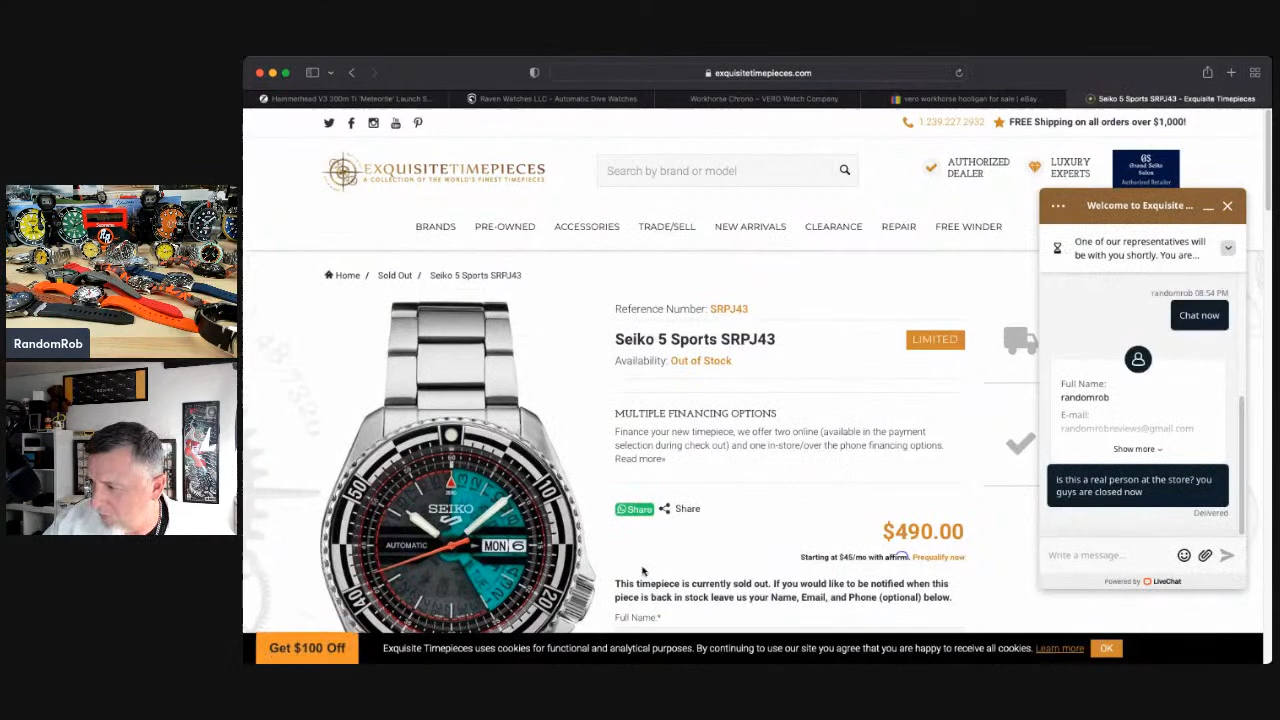 exquisitetimepieces.com
Hammerhead V3 300m Ti 'Meteorite' Launch S...
Raven Watches LLC - Automatic Dive Watches
Workhorse Chrono – VERO Watch Company
vero workhorse hooligan for sale | eBay
Seiko 5 Sports SRPJ43 - Exquisite Timepieces
1.239.227.2932
FREE Shipping on all orders over $1,000!
EXQUISITETIMEPIECES
A COLLECTION OF THE WORLD'S FINEST TIMEPIECES
Search by brand or model
AUTHORIZED
DEALER
LUXURY
EXPERTS
GS
Grand Seiko
Salon
Authorized Retailer
BRANDS
PRE-OWNED
ACCESSORIES
TRADE/SELL
NEW ARRIVALS
CLEARANCE
REPAIR
FREE WINDER
Home / Sold Out / Seiko 5 Sports SRPJ43
Reference Number: SRPJ43
Seiko 5 Sports SRPJ43
LIMITED
Availability: Out of Stock
MULTIPLE FINANCING OPTIONS
Finance your new timepiece, we offer two online (available in the payment
selection during check out) and one in-store/over the phone financing options.
Read more»
Share
Share
$490.00
Starting at $45/mo with affirm. Prequalify now
This timepiece is currently sold out. If you would like to be notified when this
piece is back in stock leave us your Name, Email, and Phone (optional) below.
Full Name:*
60
50
10
40
20
SEIKO
AUTOMATIC
MON 6
Welcome to Exquisite ...
One of our representatives will
be with you shortly. You are...
randomrob 08:54 PM
Chat now
Full Name:
randomrob
E-mail:
randomrobreviews@gmail.com
Show more
is this a real person at the store? you
guys are closed now
Delivered
Write a message...
Powered by LiveChat
Get $100 Off
Exquisite Timepieces uses cookies for functional and analytical purposes. By continuing to use our site you agree that you are happy to receive all cookies. Learn more
OK
RandomRob